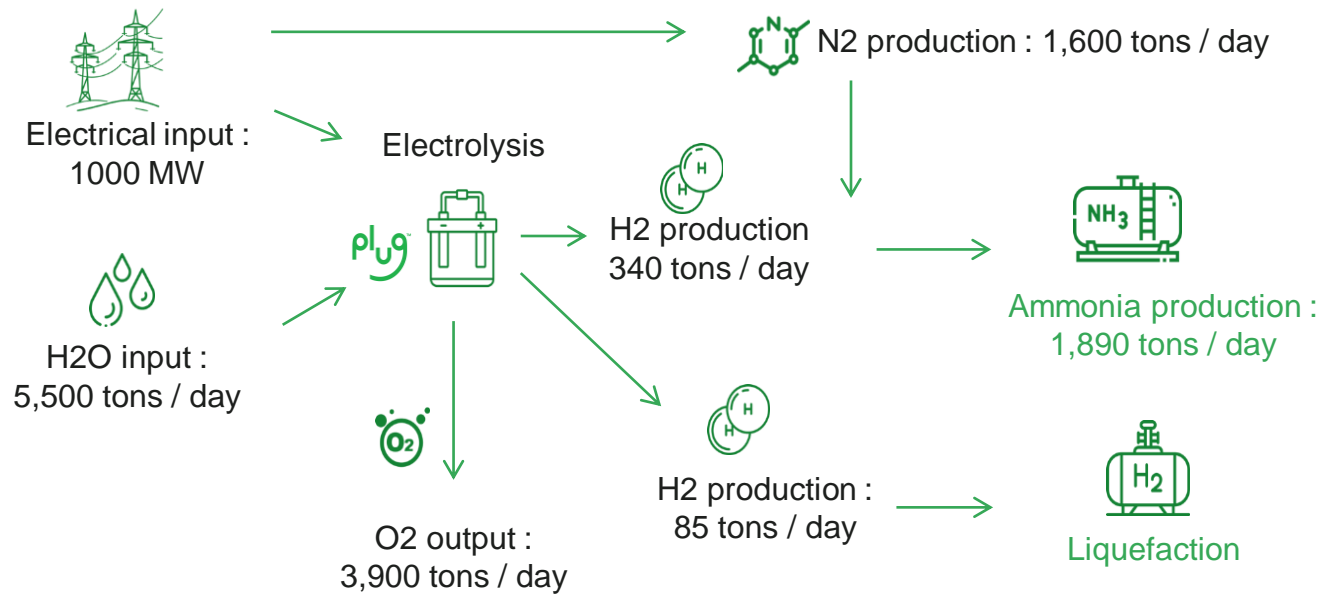 N
N2 production : 1,600 tons / day
Electrical input :
1000 MW
Electrolysis
- +
plug™
H
H
H2 production
340 tons / day
NH3
Ammonia production :
1,890 tons / day
H2O input :
5,500 tons / day
O2
O2 output :
3,900 tons / day
H
H
H2 production :
85 tons / day
H2
Liquefaction